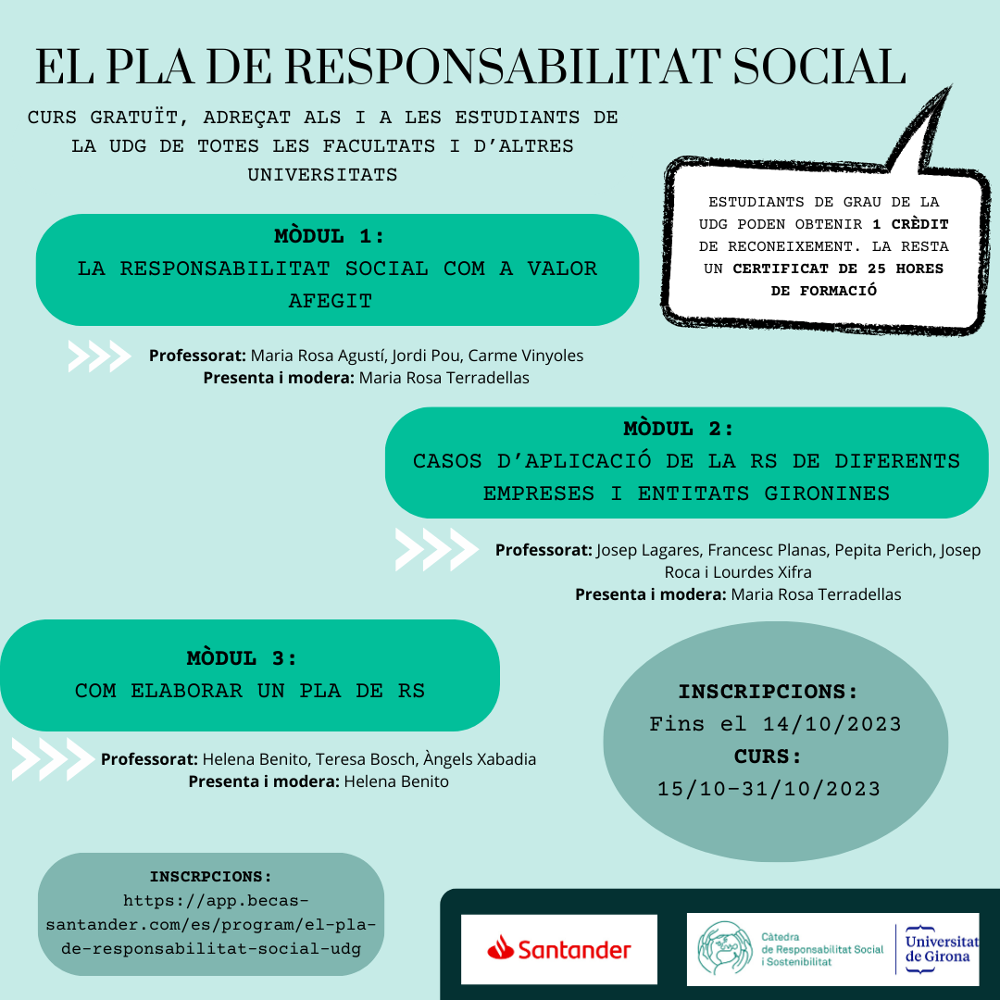 EL PLA DE RESPONSABILITAT SOCIAL
CURS GRATUÏT, ADREÇAT ALS I A LES ESTUDIANTS DE
LA UDG DE TOTES LES FACULTATS I D’ALTRES
UNIVERSITATS
ESTUDIANTS DE GRAU DE LA
UDG PODEN OBTENIR 1 CRÈDIT
DE RECONEIXEMENT. LA RESTA
UN CERTIFICAT DE 25 HORES
DE FORMACIÓ
MÒDUL 1:
LA RESPONSABILITAT SOCIAL COM A VALOR
AFEGIT
Professorat: Maria Rosa Agustí, Jordi Pou, Carme Vinyoles
Presenta i modera: Maria Rosa Terradellas
MÒDUL 2:
CASOS D’APLICACIÓ DE LA RS DE DIFERENTS
EMPRESES I ENTITATS GIRONINES
Professorat: Josep Lagares, Francesc Planas, Pepita Perich, Josep
Roca i Lourdes Xifra
Presenta i modera: Maria Rosa Terradellas
MÒDUL 3:
COM ELABORAR UN PLA DE RS
Professorat: Helena Benito, Teresa Bosch, Àngels Xabadia
Presenta i modera: Helena Benito
INSCRIPCIONS:
Fins el 14/10/2023
CURS:
15/10-31/10/2023
INSCRPCIONS:
https://app.becas-
santander.com/es/program/el-pla-
de-responsabilitat-social-udg
Santander
Càtedra
de Responsabilitat Social
i Sostenibilitat
Universitat
de Girona